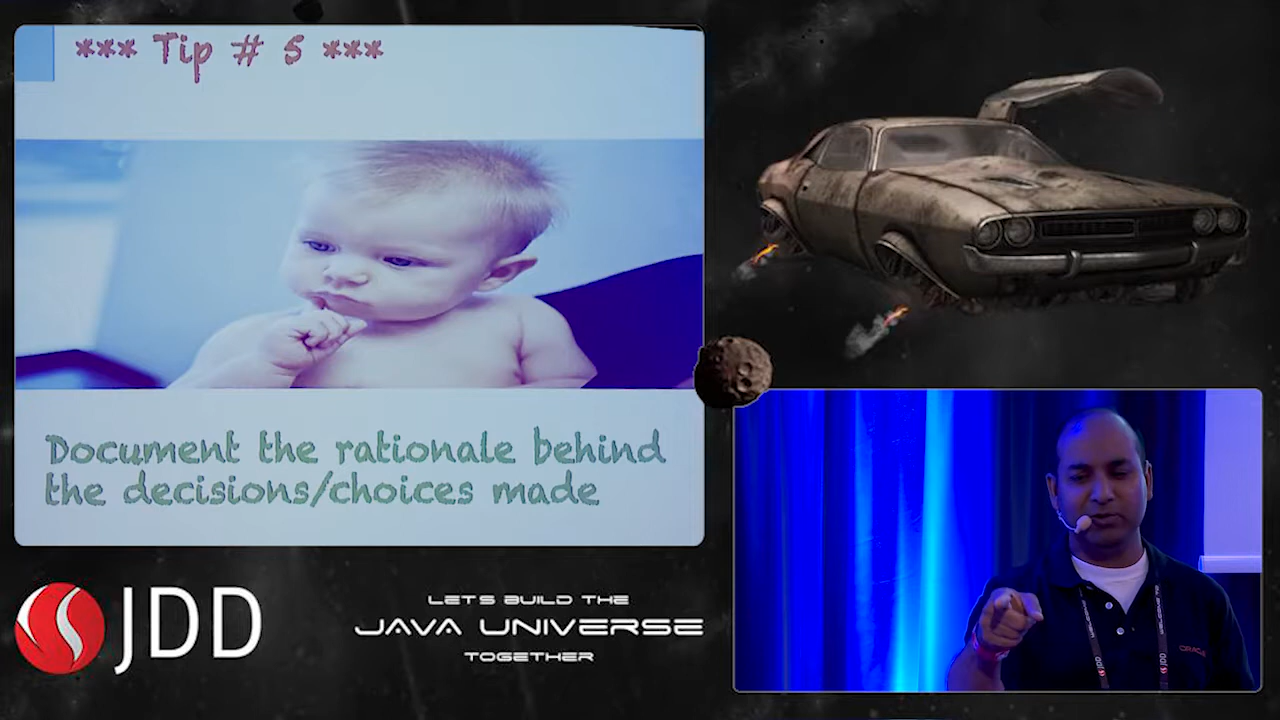 *** Tip # 5 ***
Document the rationale behind
the decisions/choices made
JDD
LETS BUILD THE
JAVA UNIVERSE
TOGETHER